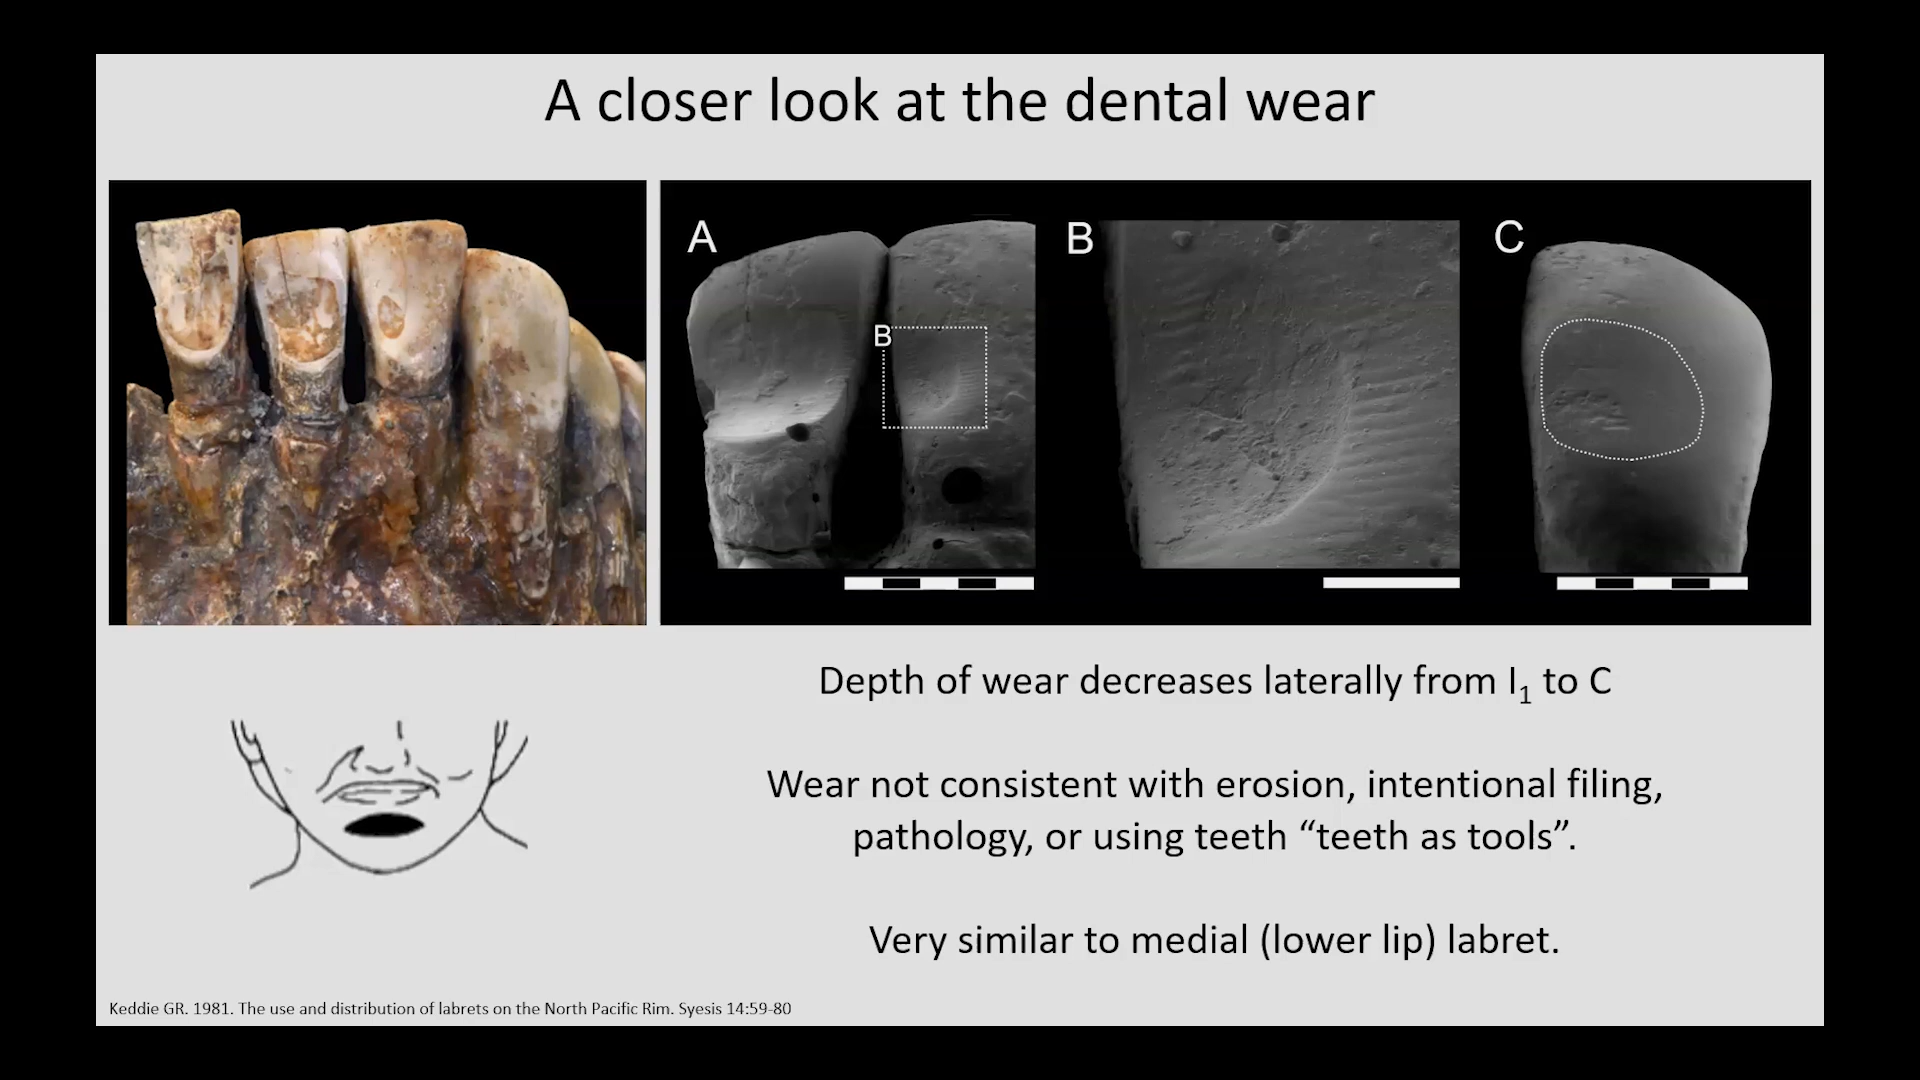 A closer look at the dental wear
A
B
B
C
Depth of wear decreases laterally from I₁ to C
Wear not consistent with erosion, intentional filing,
pathology, or using teeth “teeth as tools”.
Very similar to medial (lower lip) labret.
Keddie GR. 1981. The use and distribution of labrets on the North Pacific Rim. Syesis 14:59-80